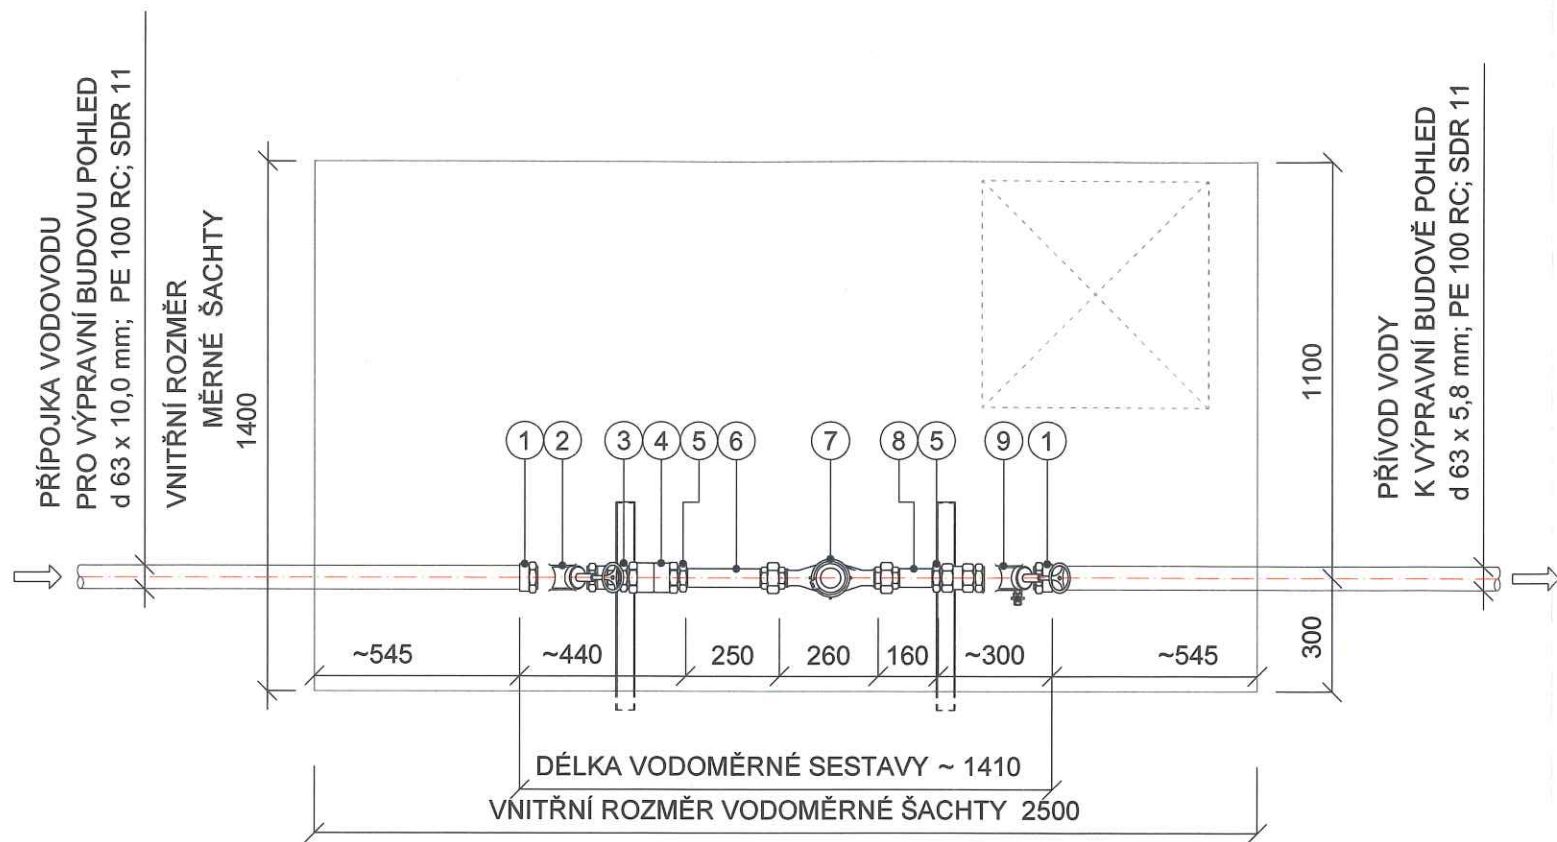 PŘÍPOJKA VODOVODU
PRO VÝPRAVNÍ BUDOVU POHLED
d 63 x 10,0 mm; PE 100 RC; SDR 11
VNITŘNÍ ROZMĚR
MĚRNÉ ŠACHTY
1400
1 2 3 4 5 6 7 8 5 9 1
1100
300
PŘÍVOD VODY
K VÝPRAVNÍ BUDOVĚ POHLED
d 63 x 5,8 mm; PE 100 RC; SDR 11
~545 ~440 250 260 160 ~300 ~545
DÉLKA VODOMĚRNÉ SESTAVY ~ 1410
VNITŘNÍ ROZMĚR VODOMĚRNÉ ŠACHTY 2500